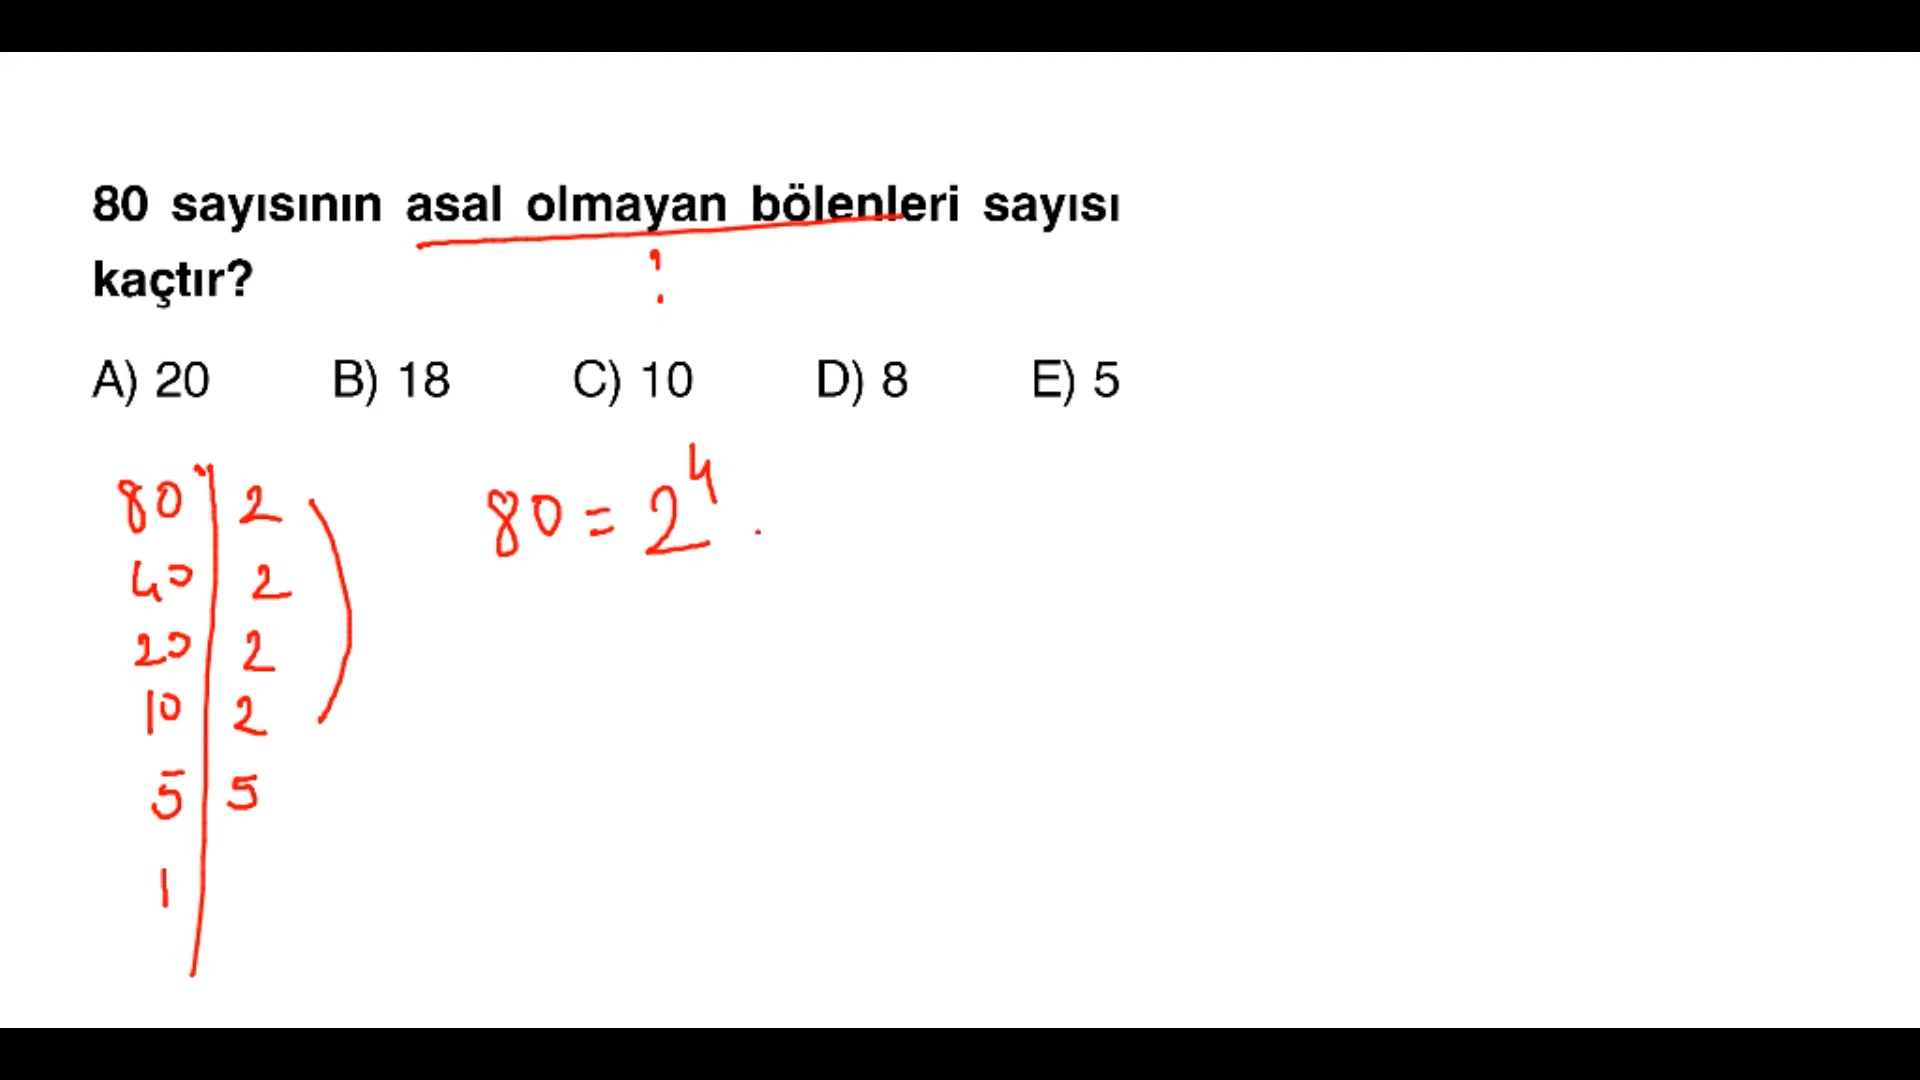 80 sayısının asal olmayan bölenleri sayısı
kaçtır?
A) 20 B) 18 C) 10 D) 8 E) 5
80 2
40 2
20 2
10 2
5 5
1
80 = 2⁴ .